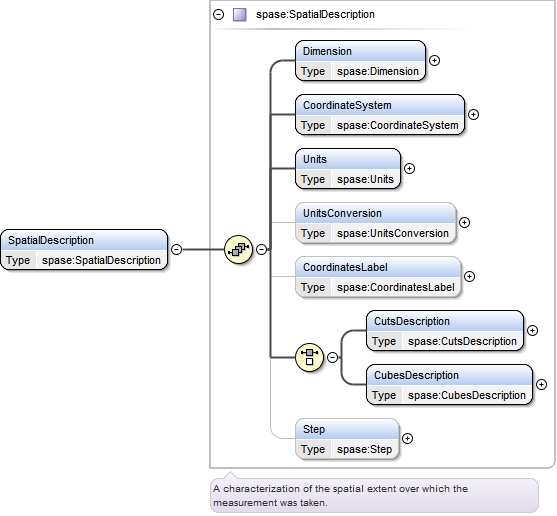 spase:SpatialDescription
Dimension
Type spase:Dimension
CoordinateSystem
Type spase:CoordinateSystem
Units
Type spase:Units
UnitsConversion
Type spase:UnitsConversion
SpatialDescription
Type spase:SpatialDescription
CoordinatesLabel
Type spase:CoordinatesLabel
CutsDescription
Type spase:CutsDescription
CubesDescription
Type spase:CubesDescription
Step
Type spase:Step
A characterization of the spatial extent over which the
measurement was taken.